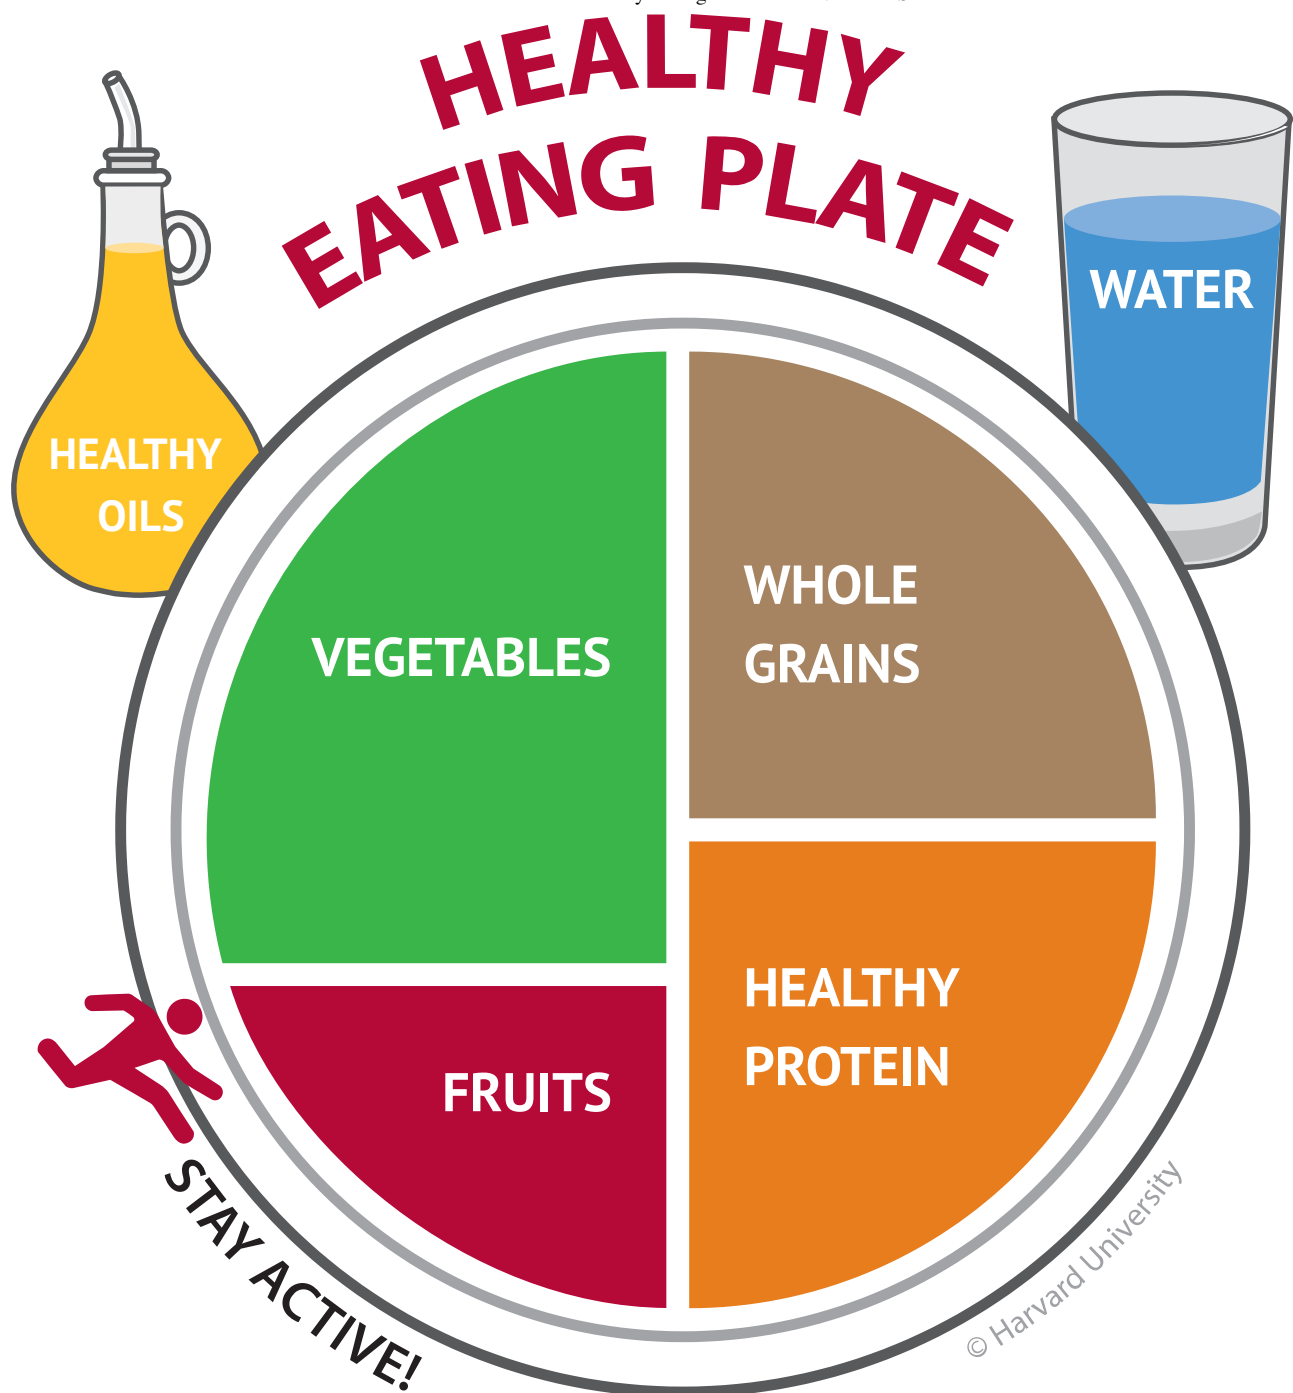 HEALTHY
EATING PLATE
WATER
HEALTHY
OILS
VEGETABLES
WHOLE
GRAINS
FRUITS
HEALTHY
PROTEIN
STAY ACTIVE!
© Harvard University